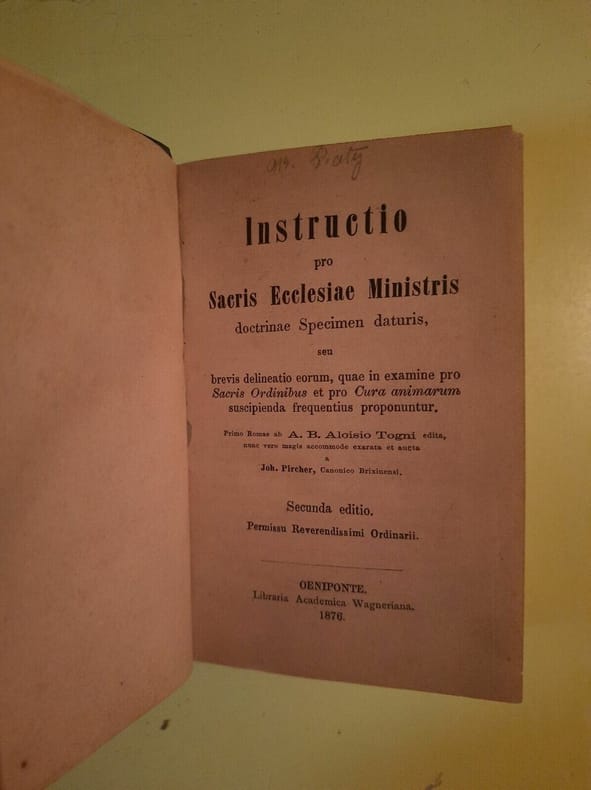 Instructio
pro
Sacris Ecclesiae Ministris
doctrinae Specimen daturis,
seu
brevis delineatio eorum, quae in examine pro
Sacris Ordinibus et pro Cura animarum
suscipienda frequentius proponuntur.
Primo Romae ab A. B. Aloisio Togni edita,
nunc vero magis accommode exarata et aucta
a
Joh. Pircher, Canonico Brixinensi.
Secunda editio.
Permissu Reverendissimi Ordinarii.
OENIPONTE.
Libraria Academica Wagneriana.
1876.